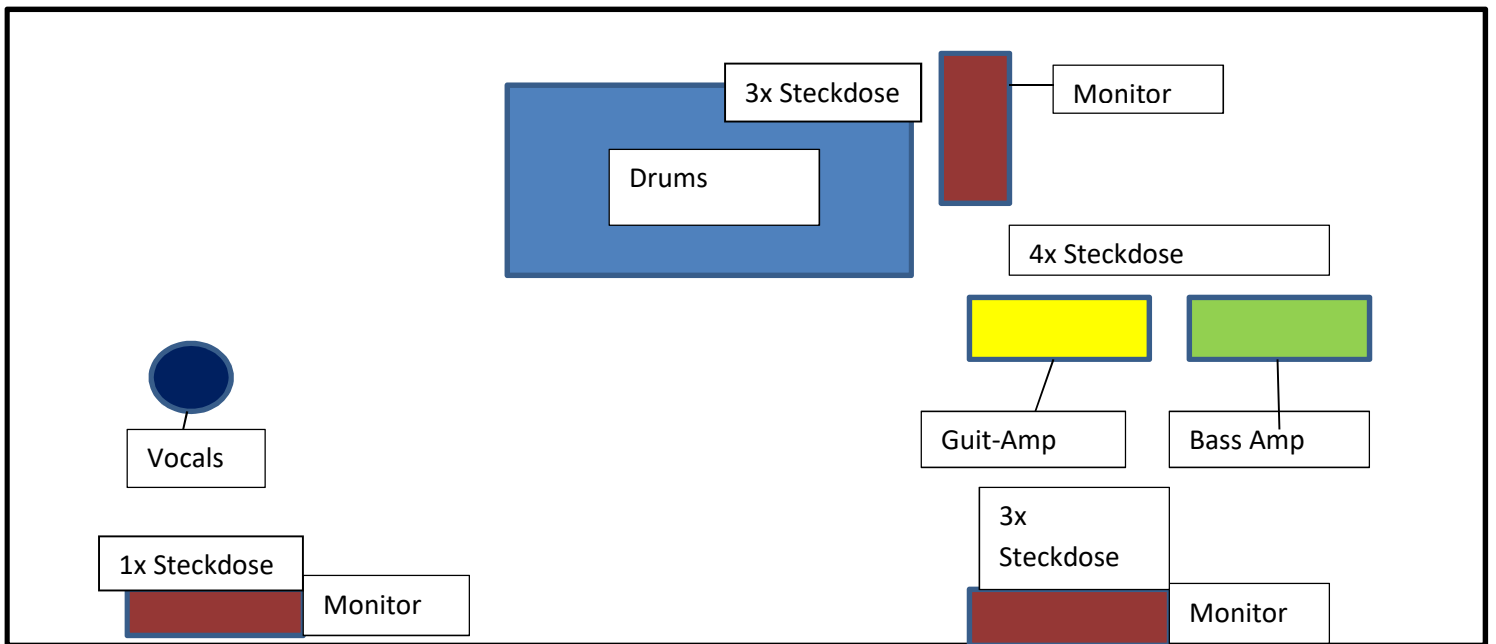 3x Steckdose
Monitor
Drums
4x Steckdose
Guit-Amp
Bass Amp
Vocals
3x
Steckdose
1x Steckdose
Monitor
Monitor